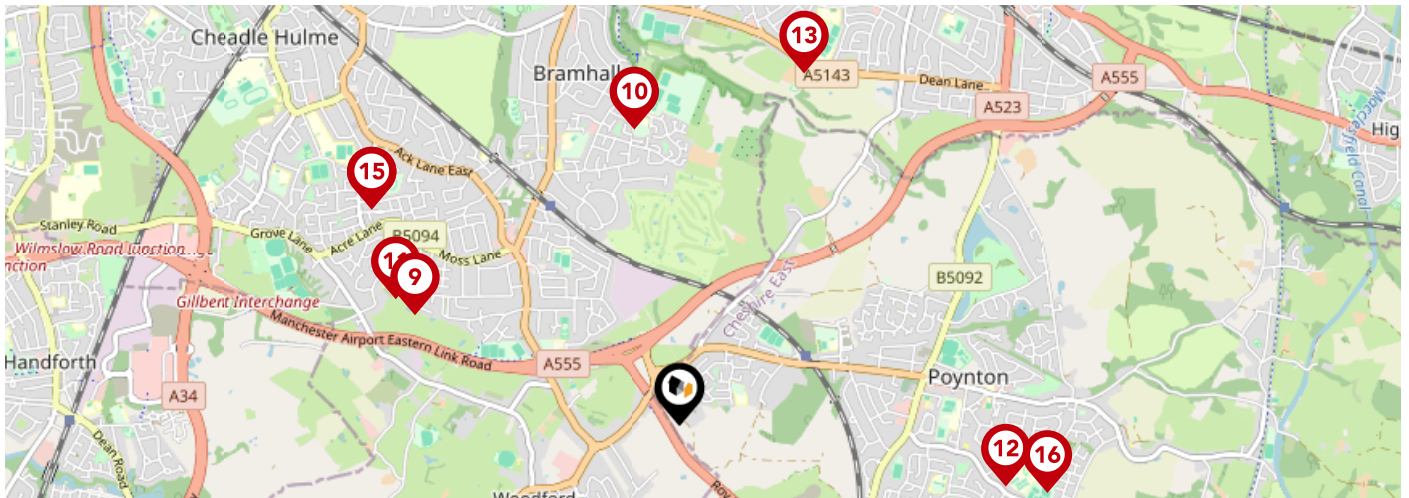 Cheadle Hulme
13
Bramhall
A5143
Dean Lane
A555
10
A523
Hig
Macclesfield Canal
Ack Lane East
15
Stanley Road
Grove Lane
Acre Lane
B5094
Moss Lane
Wilmslow Road Junction
nction
9
B5092
Cheshire East
Gillbent Interchange
Manchester Airport Eastern Link Road
Handforth
A555
A34
Poynton
Dean Road
12
16
Woodford
Roy